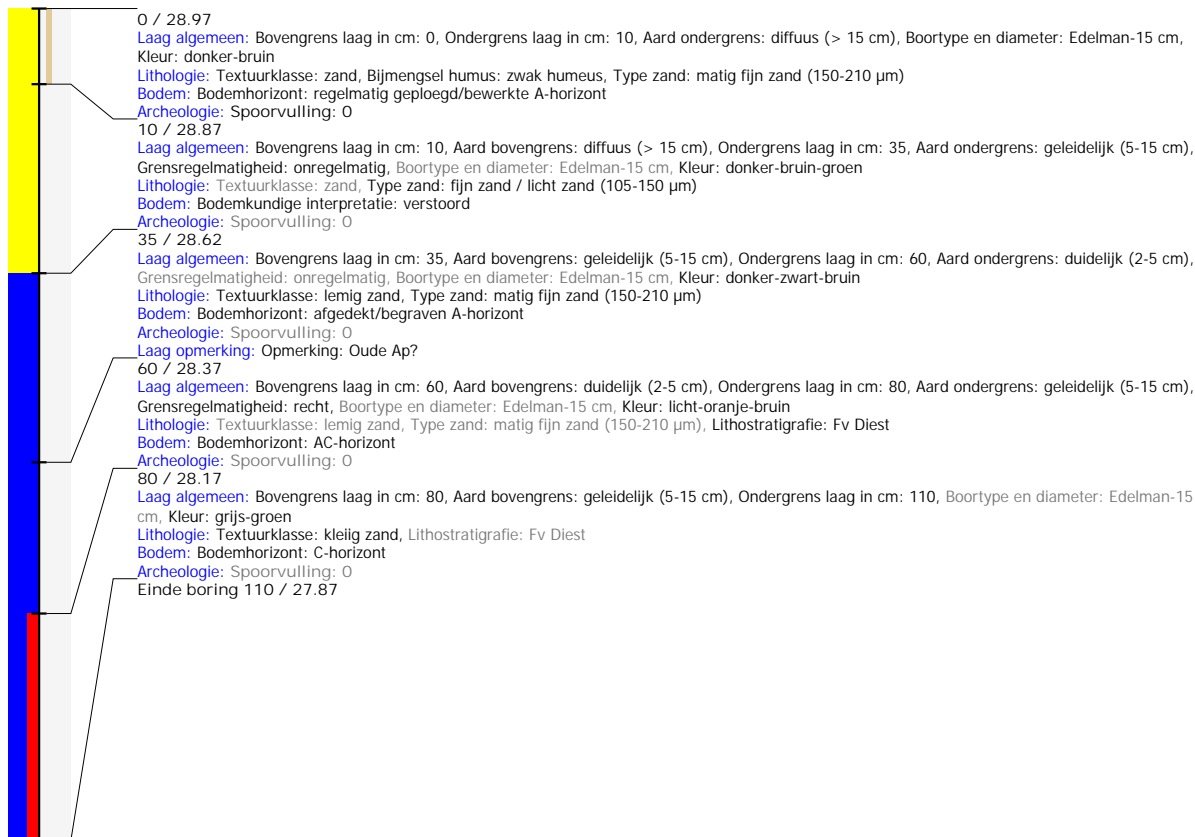 0 / 28.97
Laag algemeen: Bovengrens laag in cm: 0, Ondergrens laag in cm: 10, Aard ondergrens: diffuus (> 15 cm), Boortype en diameter: Edelman-15 cm,
Kleur: donker-bruin
Lithologie: Textuurklasse: zand, Bijmengsel humus: zwak humeus, Type zand: matig fijn zand (150-210 µm)
Bodem: Bodemhorizont: regelmatig geploegd/bewerkte A-horizont
Archeologie: Spoorvulling: 0
10 / 28.87
Laag algemeen: Bovengrens laag in cm: 10, Aard bovengrens: diffuus (> 15 cm), Ondergrens laag in cm: 35, Aard ondergrens: geleidelijk (5-15 cm),
Grensregelmatigheid: onregelmatig, Boortype en diameter: Edelman-15 cm, Kleur: donker-bruin-groen
Lithologie: Textuurklasse: zand, Type zand: fijn zand / licht zand (105-150 µm)
Bodem: Bodemkundige interpretatie: verstoord
Archeologie: Spoorvulling: 0
35 / 28.62
Laag algemeen: Bovengrens laag in cm: 35, Aard bovengrens: geleidelijk (5-15 cm), Ondergrens laag in cm: 60, Aard ondergrens: duidelijk (2-5 cm),
Grensregelmatigheid: onregelmatig, Boortype en diameter: Edelman-15 cm, Kleur: donker-zwart-bruin
Lithologie: Textuurklasse: lemig zand, Type zand: matig fijn zand (150-210 µm)
Bodem: Bodemhorizont: afgedekt/begraven A-horizont
Archeologie: Spoorvulling: 0
Laag opmerking: Opmerking: Oude Ap?
60 / 28.37
Laag algemeen: Bovengrens laag in cm: 60, Aard bovengrens: duidelijk (2-5 cm), Ondergrens laag in cm: 80, Aard ondergrens: geleidelijk (5-15 cm),
Grensregelmatigheid: recht, Boortype en diameter: Edelman-15 cm, Kleur: licht-oranje-bruin
Lithologie: Textuurklasse: lemig zand, Type zand: matig fijn zand (150-210 µm), Lithostratigrafie: Fv Diest
Bodem: Bodemhorizont: AC-horizont
Archeologie: Spoorvulling: 0
80 / 28.17
Laag algemeen: Bovengrens laag in cm: 80, Aard bovengrens: geleidelijk (5-15 cm), Ondergrens laag in cm: 110, Boortype en diameter: Edelman-15
cm, Kleur: grijs-groen
Lithologie: Textuurklasse: kleiig zand, Lithostratigrafie: Fv Diest
Bodem: Bodemhorizont: C-horizont
Archeologie: Spoorvulling: 0
Einde boring 110 / 27.87